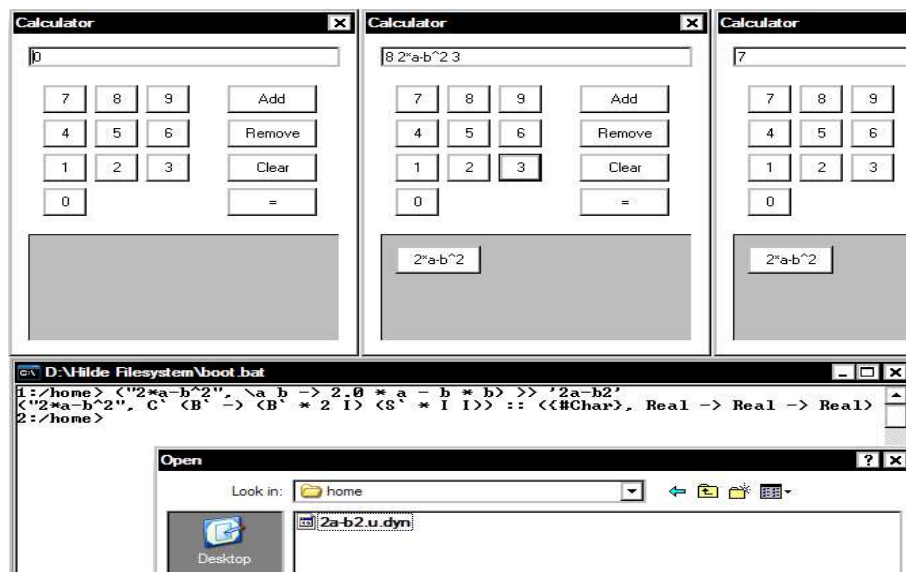 Calculator
0
7 8 9 Add
4 5 6 Remove
1 2 3 Clear
0 =
Calculator
8 2*a-b^2 3
7 8 9 Add
4 5 6 Remove
1 2 3 Clear
0 =
2*a-b^2
Calculator
7
7 8 9
4 5 6
1 2 3
0
2*a-b^2
D:\Hilde Filesystem\boot.bat
1:/home> ("2*a-b^2", \a b -> 2.0 * a - b * b) >> '2a-b2'
("2*a-b^2", C` (B` -) (B` * 2 I) (S` * I I)) :: ({#Char}, Real -> Real -> Real)
2:/home>
Open
Look in: home
2a-b2.u.dyn
Desktop